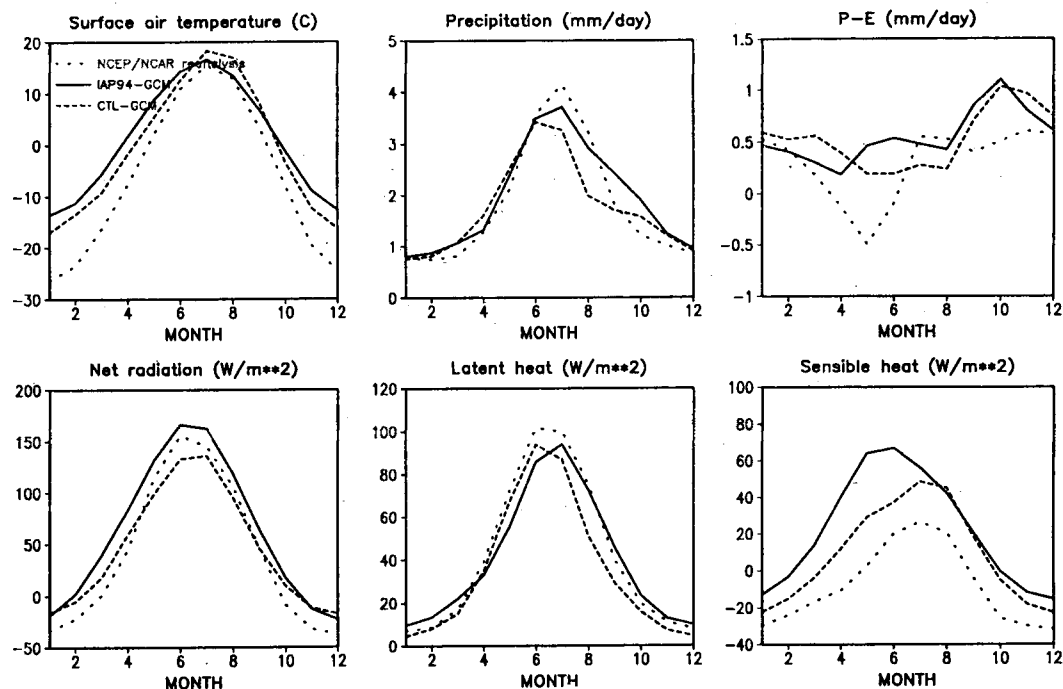 Surface air temperature (C)
20
10
0
-10
-20
-30
NCEP/NCAR reanalysis
IAP94-GCM
CTL-GCM
2 4 6 8 10 12
MONTH
Precipitation (mm/day)
5
4
3
2
1
0
2 4 6 8 10 12
MONTH
P-E (mm/day)
1.5
1
0.5
0
-0.5
-1
2 4 6 8 10 12
MONTH
Net radiation (W/m**2)
200
150
100
50
0
-50
2 4 6 8 10 12
MONTH
Latent heat (W/m**2)
120
100
80
60
40
20
0
2 4 6 8 10 12
MONTH
Sensible heat (W/m**2)
100
80
60
40
20
0
-20
-40
2 4 6 8 10 12
MONTH